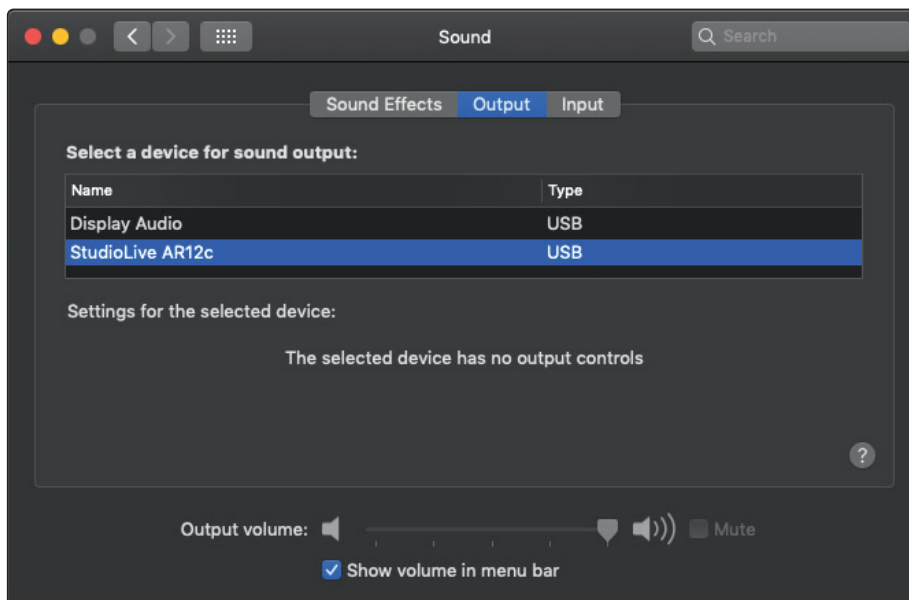 Sound
Search
Sound Effects Output Input
Select a device for sound output:
Name Type
Display Audio USB
StudioLive AR12c USB
Settings for the selected device:
The selected device has no output controls
?
Output volume: Mute
Show volume in menu bar